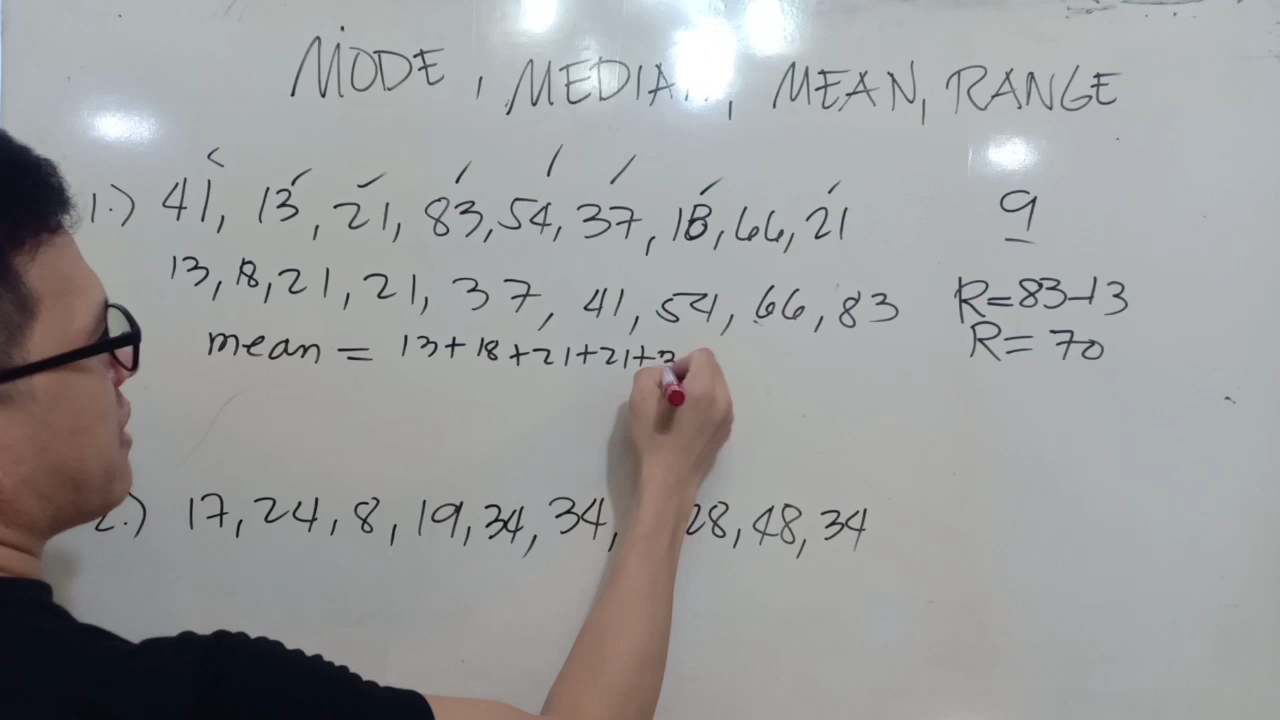 MODE, MEDIAN, MEAN, RANGE
1.) 41, 13, 21, 83, 54, 37, 18, 66, 21
9
13, 18, 21, 21, 37, 41, 54, 66, 83
R=83-13
mean = 13+18+21+21+3
R= 70
2.) 17, 24, 8, 19, 34, 34, 28, 48, 34